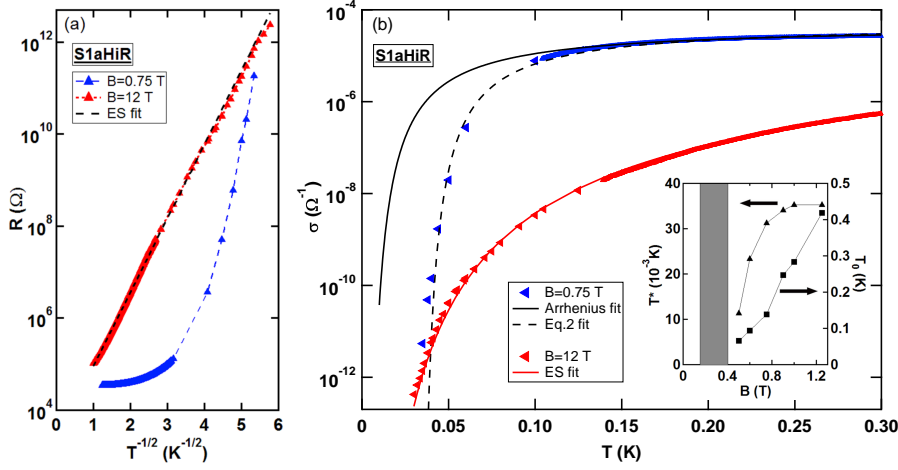 (a)
S1aHiR
B=0.75 T
B=12 T
ES fit
R (Ω)
10^12
10^10
10^8
10^6
10^4
1 2 3 4 5 6
T^-1/2 (K^-1/2)
(b)
S1aHiR
σ (Ω^-1)
10^-4
10^-6
10^-8
10^-10
10^-12
B=0.75 T
Arrhenius fit
Eq.2 fit
B=12 T
ES fit
0.00 0.05 0.10 0.15 0.20 0.25 0.30
T (K)
T* (10^-3K)
40
30
20
10
0
0.5
0.4
0.3
0.2
0.1
0
T_0 (K)
0 0.4 0.8 1.2
B (T)